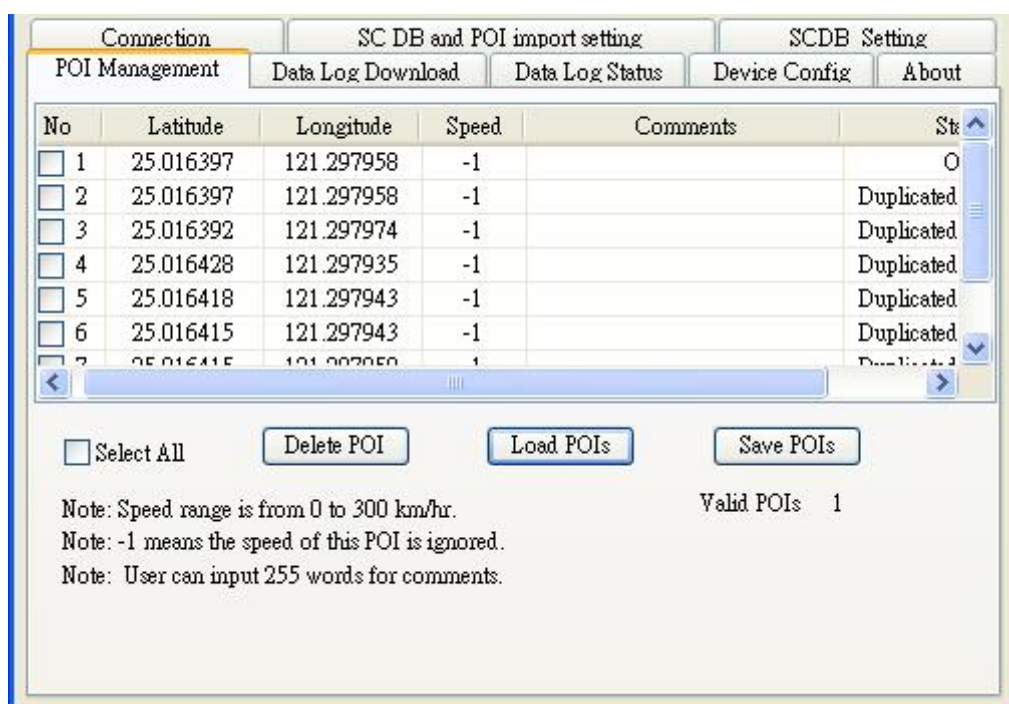 Connection SC DB and POI import setting SCDB Setting
POI Management Data Log Download Data Log Status Device Config About
No Latitude Longitude Speed Comments
1 25.016397 121.297958 -1
2 25.016397 121.297958 -1 Duplicated
3 25.016392 121.297974 -1 Duplicated
4 25.016428 121.297935 -1 Duplicated
5 25.016418 121.297943 -1 Duplicated
6 25.016415 121.297943 -1 Duplicated
Select All Delete POI Load POIs Save POIs
Note: Speed range is from 0 to 300 km/hr. Valid POIs 1
Note: -1 means the speed of this POI is ignored.
Note: User can input 255 words for comments.